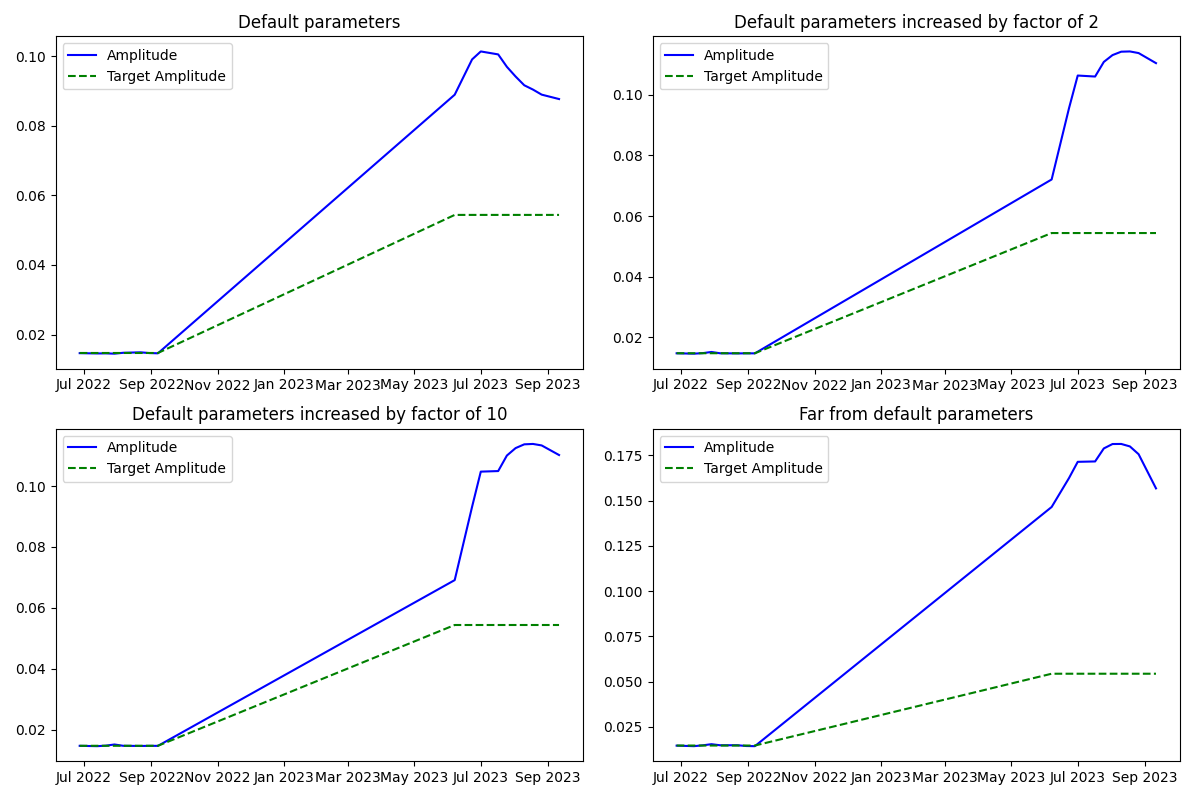 Default parameters
Amplitude
Target Amplitude
0.10
0.08
0.06
0.04
0.02
Jul 2022 Sep 2022 Nov 2022 Jan 2023 Mar 2023 May 2023 Jul 2023 Sep 2023
Default parameters increased by factor of 2
Amplitude
Target Amplitude
0.10
0.08
0.06
0.04
0.02
Jul 2022 Sep 2022 Nov 2022 Jan 2023 Mar 2023 May 2023 Jul 2023 Sep 2023
Default parameters increased by factor of 10
Amplitude
Target Amplitude
0.10
0.08
0.06
0.04
0.02
Jul 2022 Sep 2022 Nov 2022 Jan 2023 Mar 2023 May 2023 Jul 2023 Sep 2023
Far from default parameters
Amplitude
Target Amplitude
0.175
0.150
0.125
0.100
0.075
0.050
0.025
Jul 2022 Sep 2022 Nov 2022 Jan 2023 Mar 2023 May 2023 Jul 2023 Sep 2023